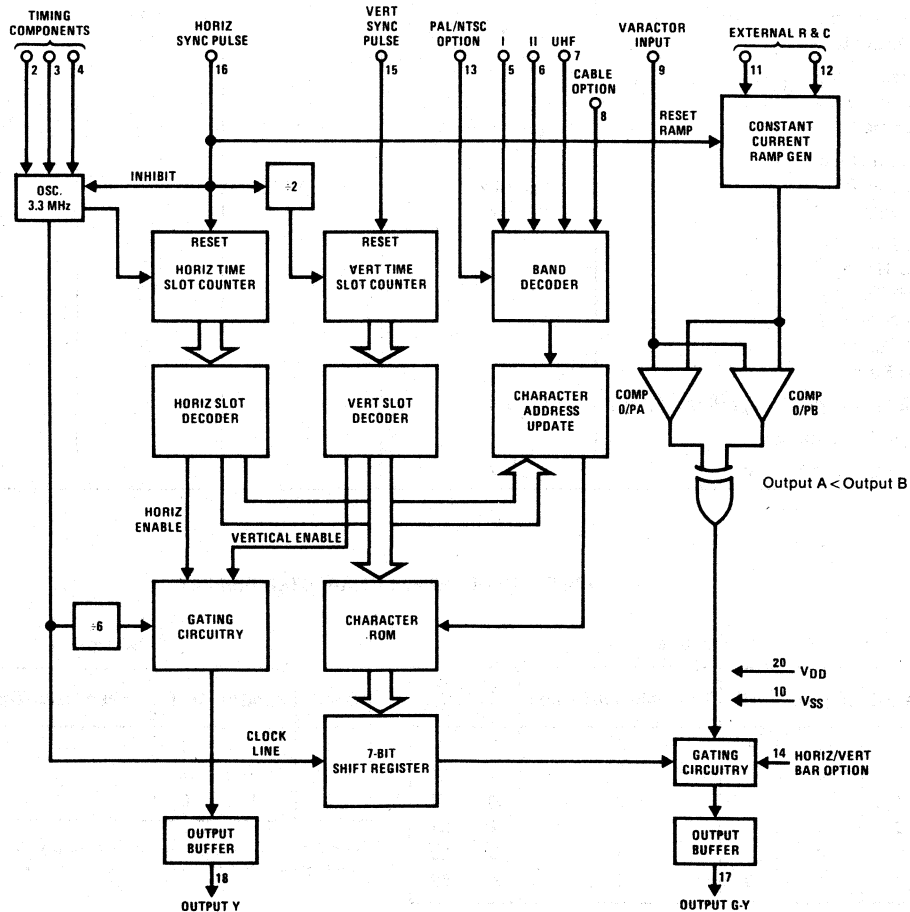 TIMING
COMPONENTS
2
3
4
HORIZ
SYNC PULSE
16
VERT
SYNC
PULSE
15
PAL/NTSC
OPTION
13
I
5
II
6
UHF
7
CABLE
OPTION
8
VARACTOR
INPUT
9
EXTERNAL R & C
11
12
RESET
RAMP
CONSTANT
CURRENT
RAMP GEN
OSC.
3.3 MHz
INHIBIT
÷2
RESET
HORIZ TIME
SLOT COUNTER
RESET
VERT TIME
SLOT COUNTER
BAND
DECODER
HORIZ SLOT
DECODER
VERT SLOT
DECODER
CHARACTER
ADDRESS
UPDATE
COMP
O/PA
COMP
O/PB
Output A < Output B
HORIZ
ENABLE
VERTICAL ENABLE
÷6
GATING
CIRCUITRY
CHARACTER
ROM
20
VDD
10
VSS
CLOCK
LINE
7-BIT
SHIFT REGISTER
GATING
CIRCUITRY
14
HORIZ/VERT
BAR OPTION
OUTPUT
BUFFER
18
OUTPUT Y
OUTPUT
BUFFER
17
OUTPUT G-Y